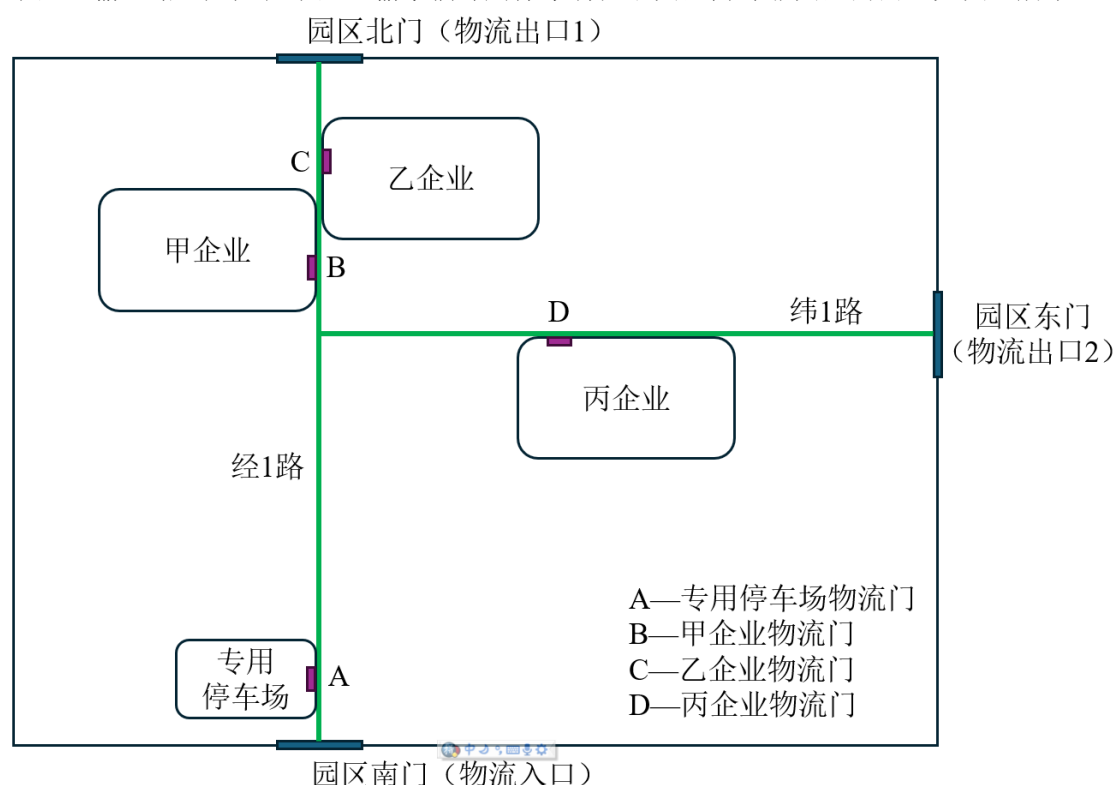 园区北门（物流出口1）
C
乙企业
甲企业
B
D
纬1路
园区东门
（物流出口2）
丙企业
经1路
A—专用停车场物流门
B—甲企业物流门
C—乙企业物流门
D—丙企业物流门
专用
停车场
A
中
园区南门（物流入口）